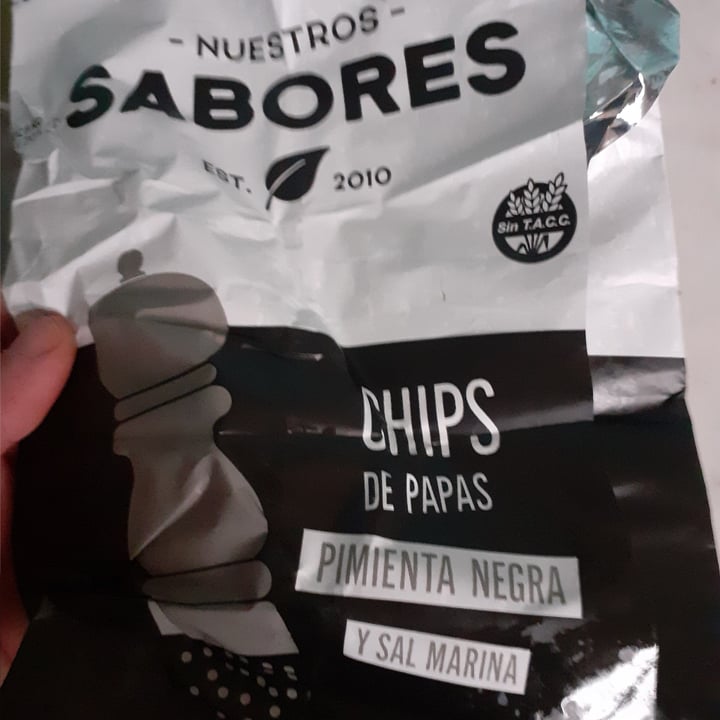 - NUESTROS -
SABORES
EST. 2010
Sin T.A.C.C.
CHIPS
DE PAPAS
PIMIENTA NEGRA
Y SAL MARINA